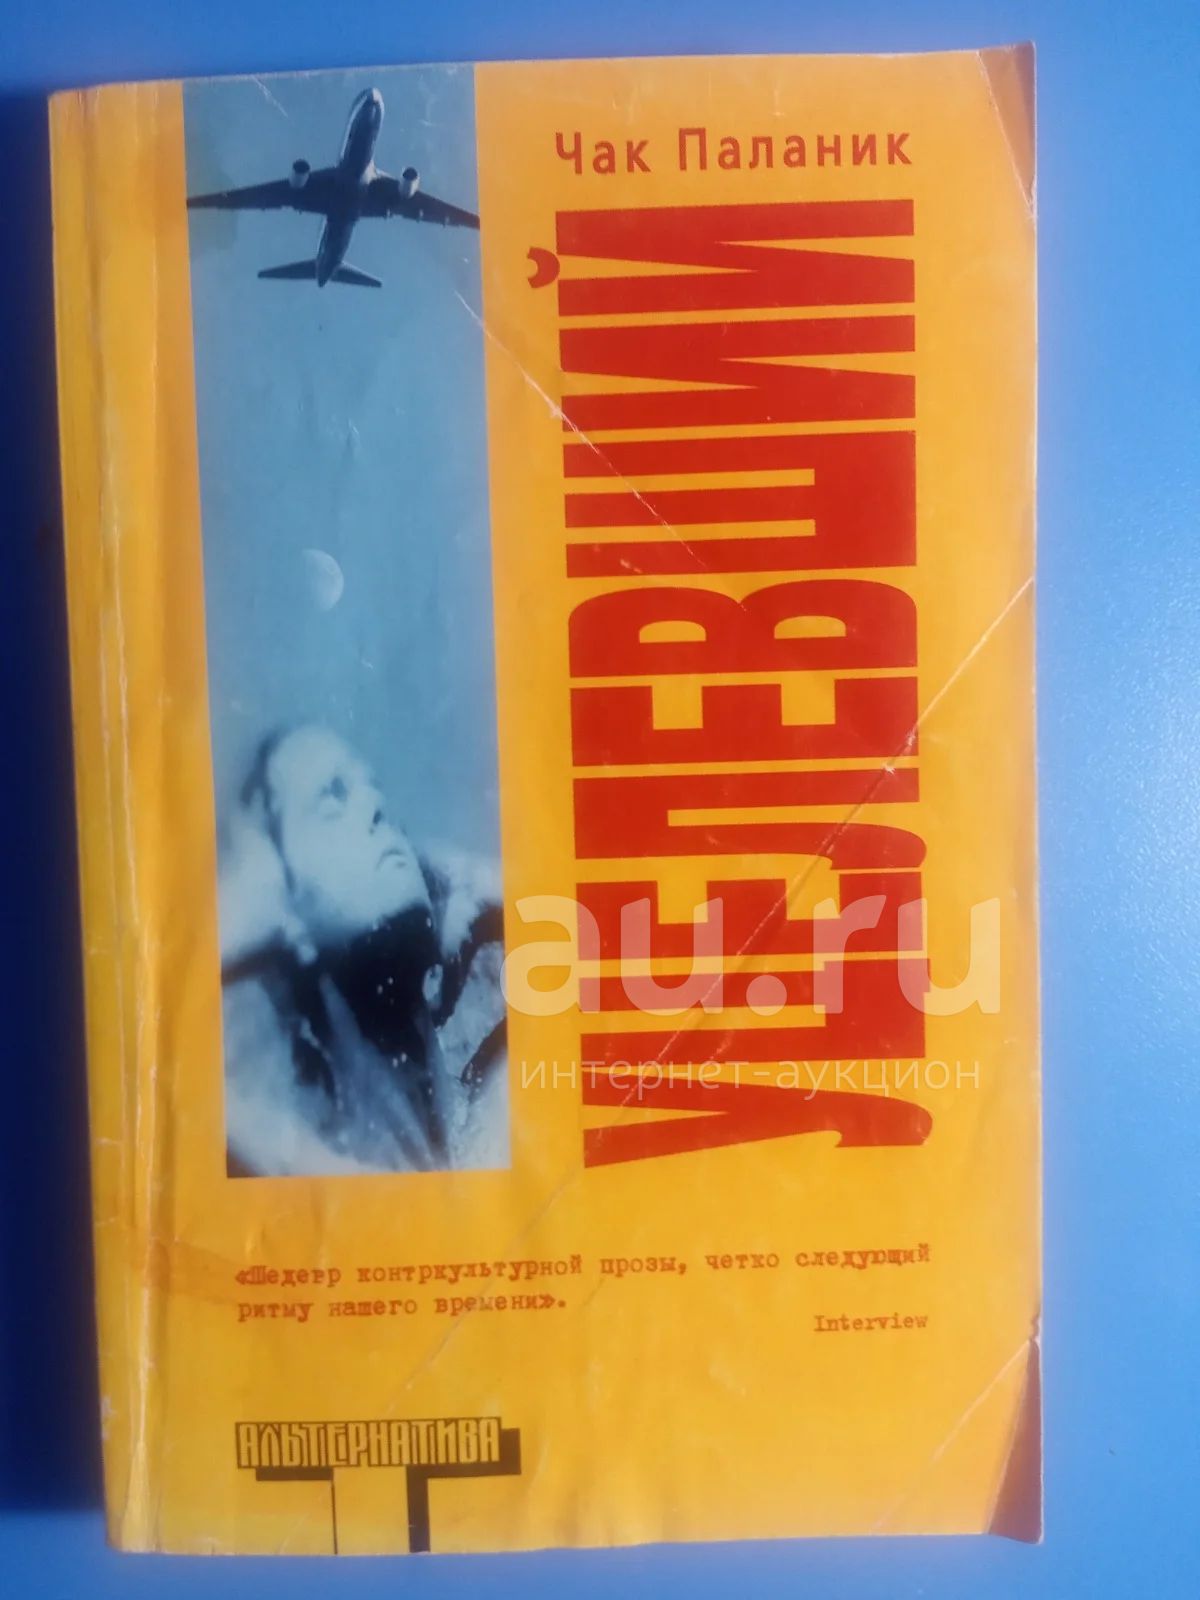 Чак Паланик
УЦЕЛЕВШИЙ
au.ru
интернет-аукцион
«Шедевр контркультурной прозы, четко следующий
ритму нашего времени».
Interview
АЛЬТЕРНАТИВА